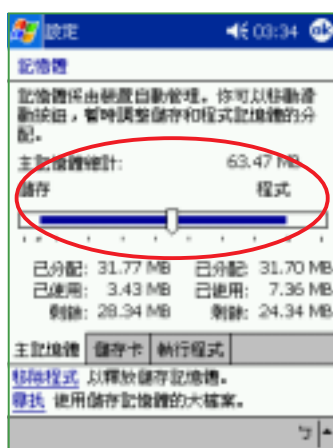 設定 03:34 ok
記憶體
記憶體係由裝置自動管理。你可以移動滑
動按鈕，暫時調整儲存和程式記憶體的分
配。
主記憶體總計: 63.47 MB
儲存 程式
已分配: 31.77 MB 已分配: 31.70 MB
已使用: 3.43 MB 已使用: 7.36 MB
剩餘: 28.34 MB 剩餘: 24.34 MB
主記憶體 儲存卡 執行程式
移除程式 以釋放儲存記憶體。
尋找 使用儲存記憶體的大檔案。
ㄅ